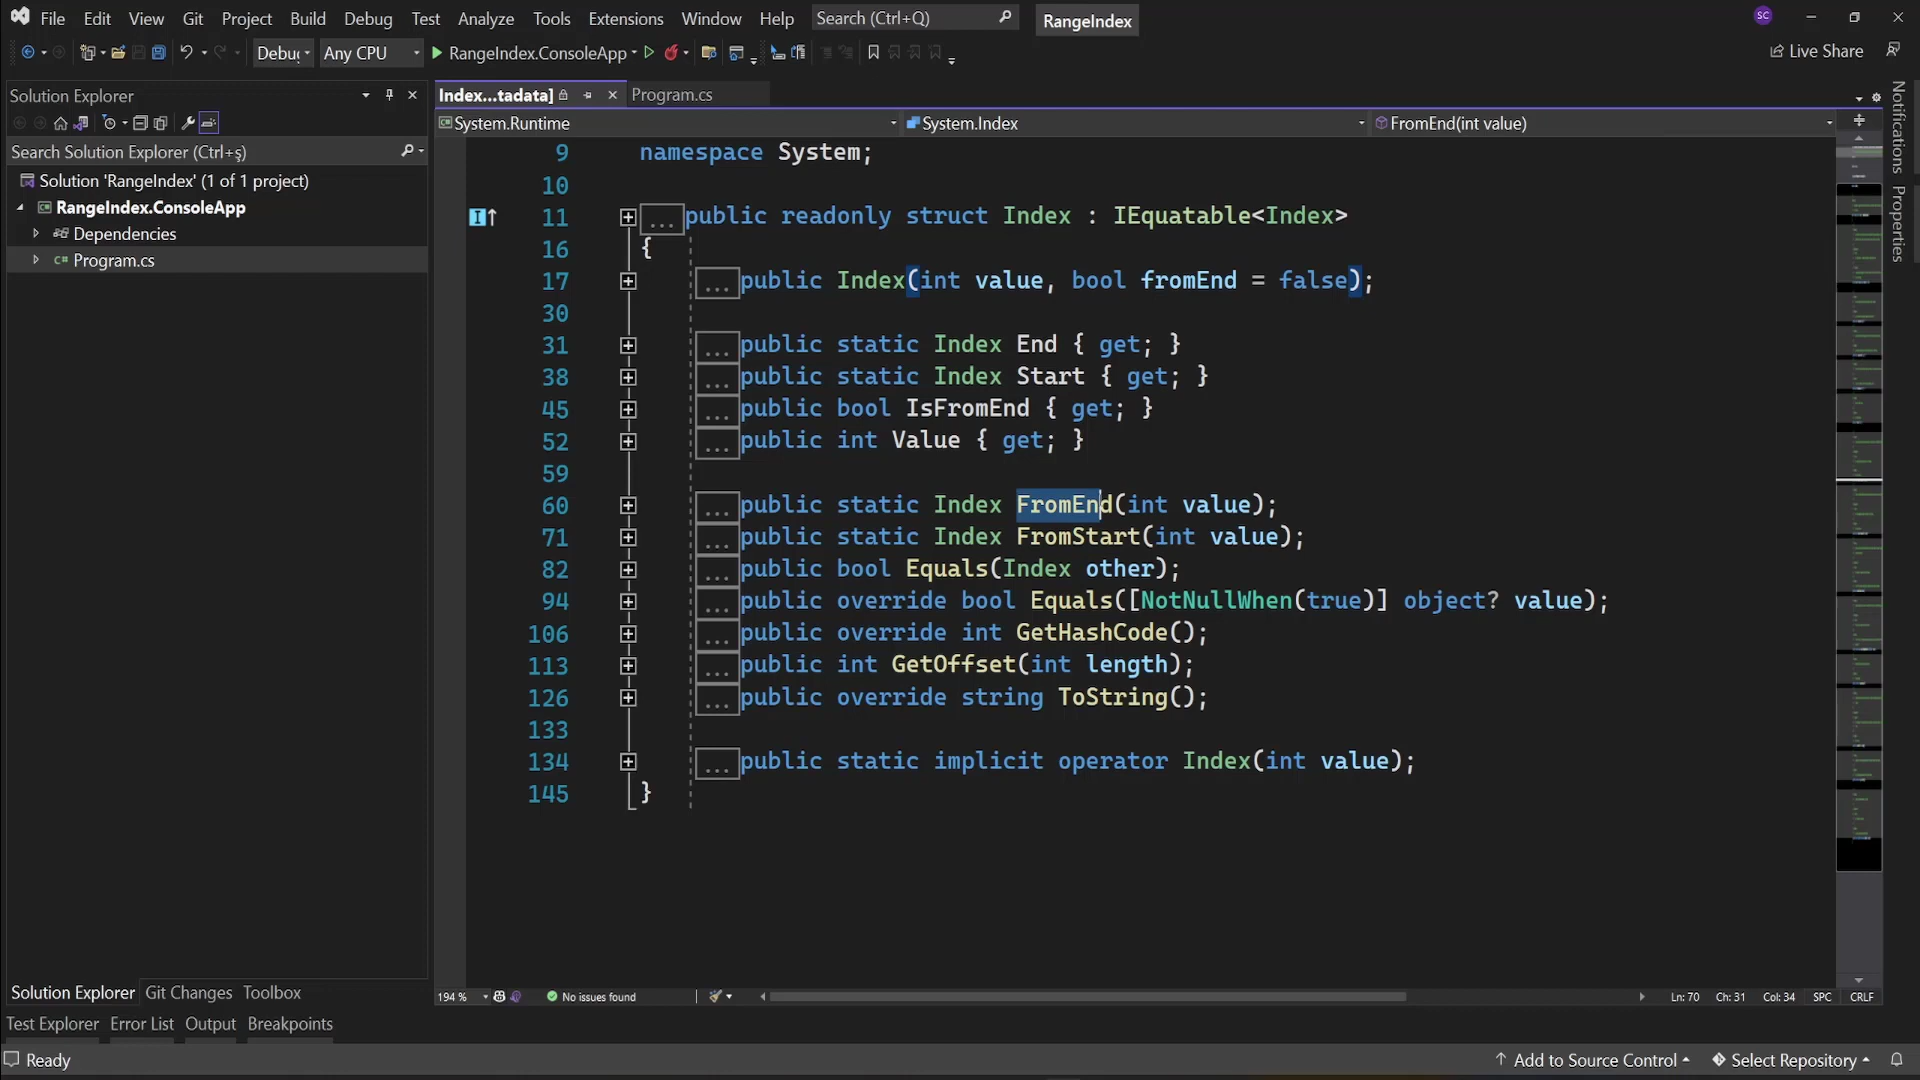 File Edit View Git Project Build Debug Test Analyze Tools Extensions Window Help Search (Ctrl+Q) RangeIndex SC
Debug Any CPU RangeIndex.ConsoleApp Live Share
Solution Explorer
Search Solution Explorer (Ctrl+ş)
Solution 'RangeIndex' (1 of 1 project)
RangeIndex.ConsoleApp
Dependencies
C# Program.cs
Index...tadata] Program.cs
System.Runtime System.Index FromEnd(int value)
9 namespace System;
10
11 ... public readonly struct Index : IEquatable<Index>
16 {
17 ... public Index(int value, bool fromEnd = false);
30
31 ... public static Index End { get; }
38 ... public static Index Start { get; }
45 ... public bool IsFromEnd { get; }
52 ... public int Value { get; }
59
60 ... public static Index FromEnd(int value);
71 ... public static Index FromStart(int value);
82 ... public bool Equals(Index other);
94 ... public override bool Equals([NotNullWhen(true)] object? value);
106 ... public override int GetHashCode();
113 ... public int GetOffset(int length);
126 ... public override string ToString();
133
134 ... public static implicit operator Index(int value);
145 }
Notifications
Properties
194 % No issues found Ln: 70 Ch: 31 Col: 34 SPC CRLF
Solution Explorer Git Changes Toolbox
Test Explorer Error List Output Breakpoints
Ready Add to Source Control Select Repository